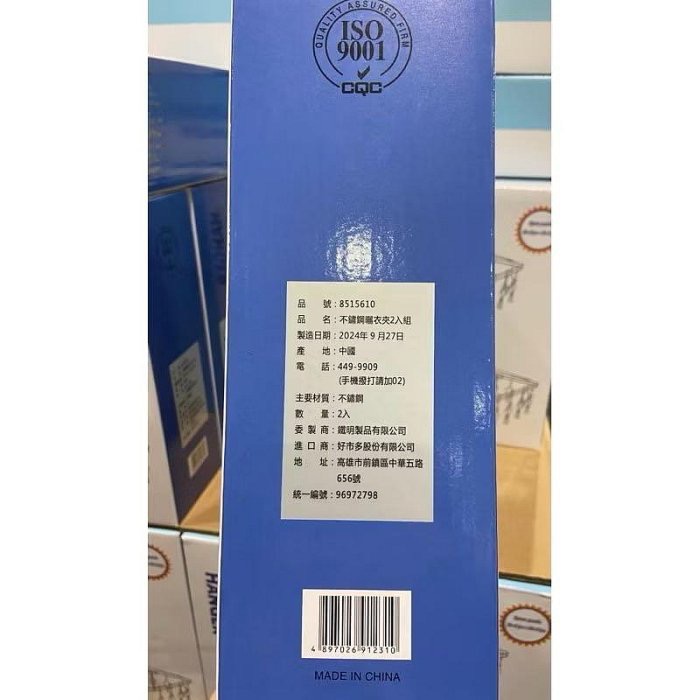 QUALITY ASSURED FIRM
ISO
9001
CQC
品 號：8515610
品 名：不鏽鋼曬衣夾2入組
製造日期：2024年9月27日
產 地：中國
電 話：449-9909
(手機撥打請加02)
主要材質：不鏽鋼
數 量：2入
委 製 商：鐵明製品有限公司
進 口 商：好市多股份有限公司
地 址：高雄市前鎮區中華五路
656號
統一編號：96972798
4 897026 912310
MADE IN CHINA
HANGER